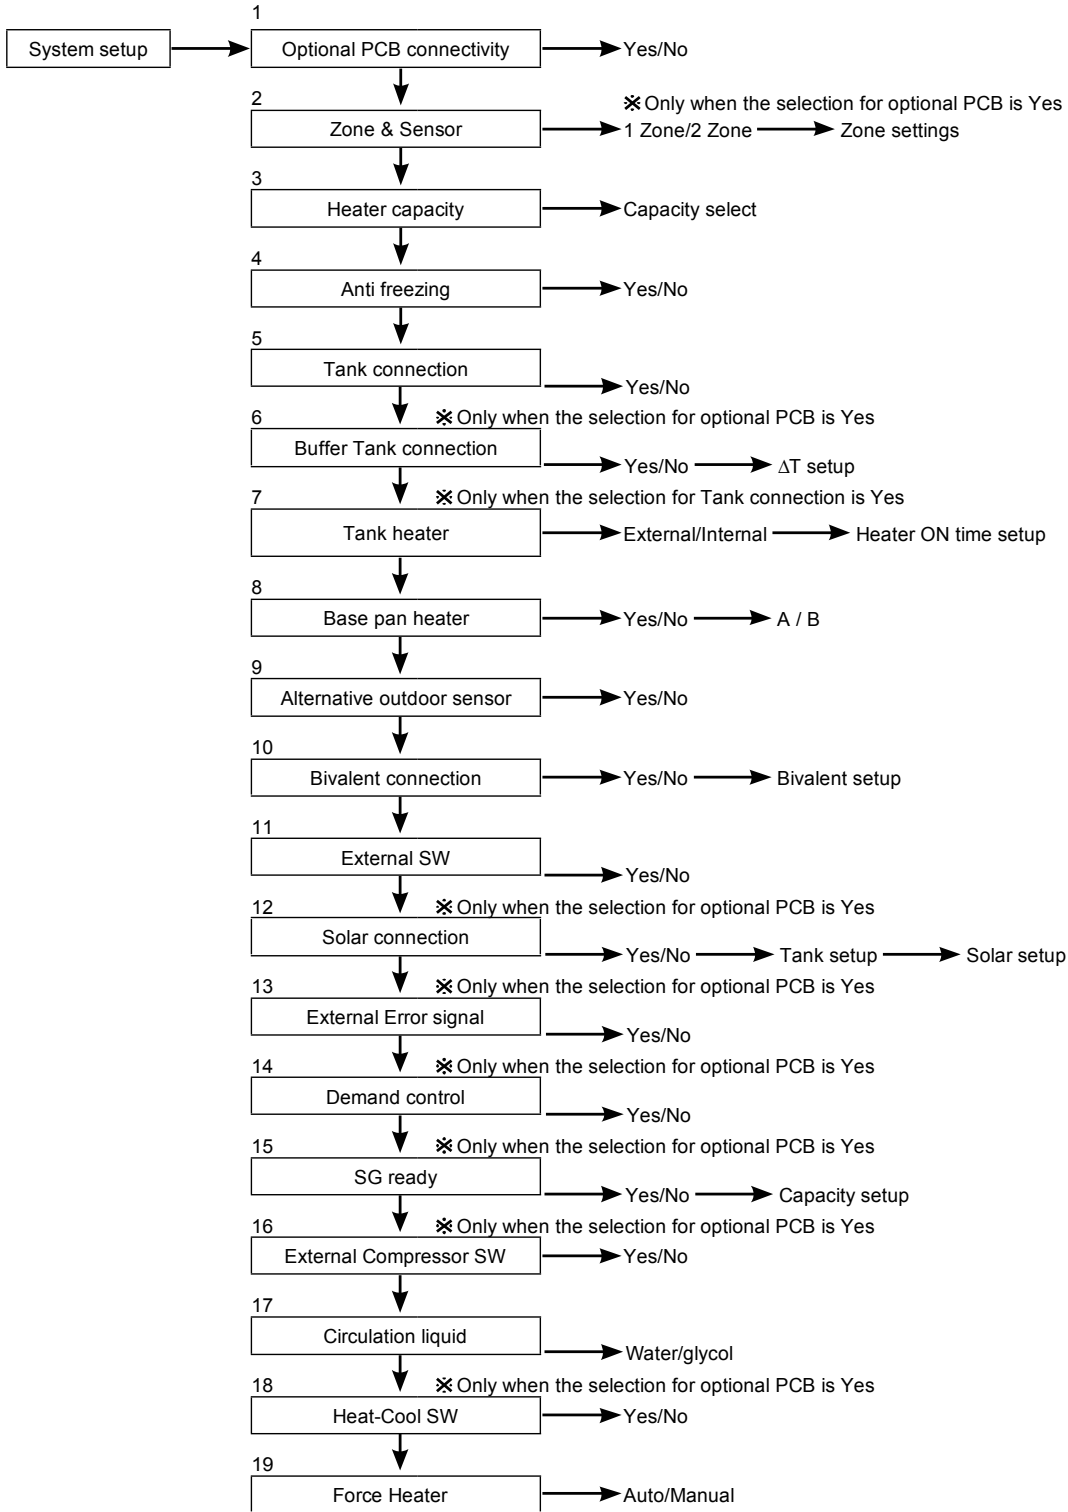 1
System setup
Optional PCB connectivity
Yes/No
2
※ Only when the selection for optional PCB is Yes
Zone & Sensor
1 Zone/2 Zone
Zone settings
3
Heater capacity
Capacity select
4
Anti freezing
Yes/No
5
Tank connection
Yes/No
6
※ Only when the selection for optional PCB is Yes
Buffer Tank connection
Yes/No
ΔT setup
7
※ Only when the selection for Tank connection is Yes
Tank heater
External/Internal
Heater ON time setup
8
Base pan heater
Yes/No
A / B
9
Alternative outdoor sensor
Yes/No
10
Bivalent connection
Yes/No
Bivalent setup
11
External SW
Yes/No
12
※ Only when the selection for optional PCB is Yes
Solar connection
Yes/No
Tank setup
Solar setup
13
※ Only when the selection for optional PCB is Yes
External Error signal
Yes/No
14
※ Only when the selection for optional PCB is Yes
Demand control
Yes/No
15
※ Only when the selection for optional PCB is Yes
SG ready
Yes/No
Capacity setup
16
※ Only when the selection for optional PCB is Yes
External Compressor SW
Yes/No
17
Circulation liquid
Water/glycol
18
※ Only when the selection for optional PCB is Yes
Heat-Cool SW
Yes/No
19
Force Heater
Auto/Manual